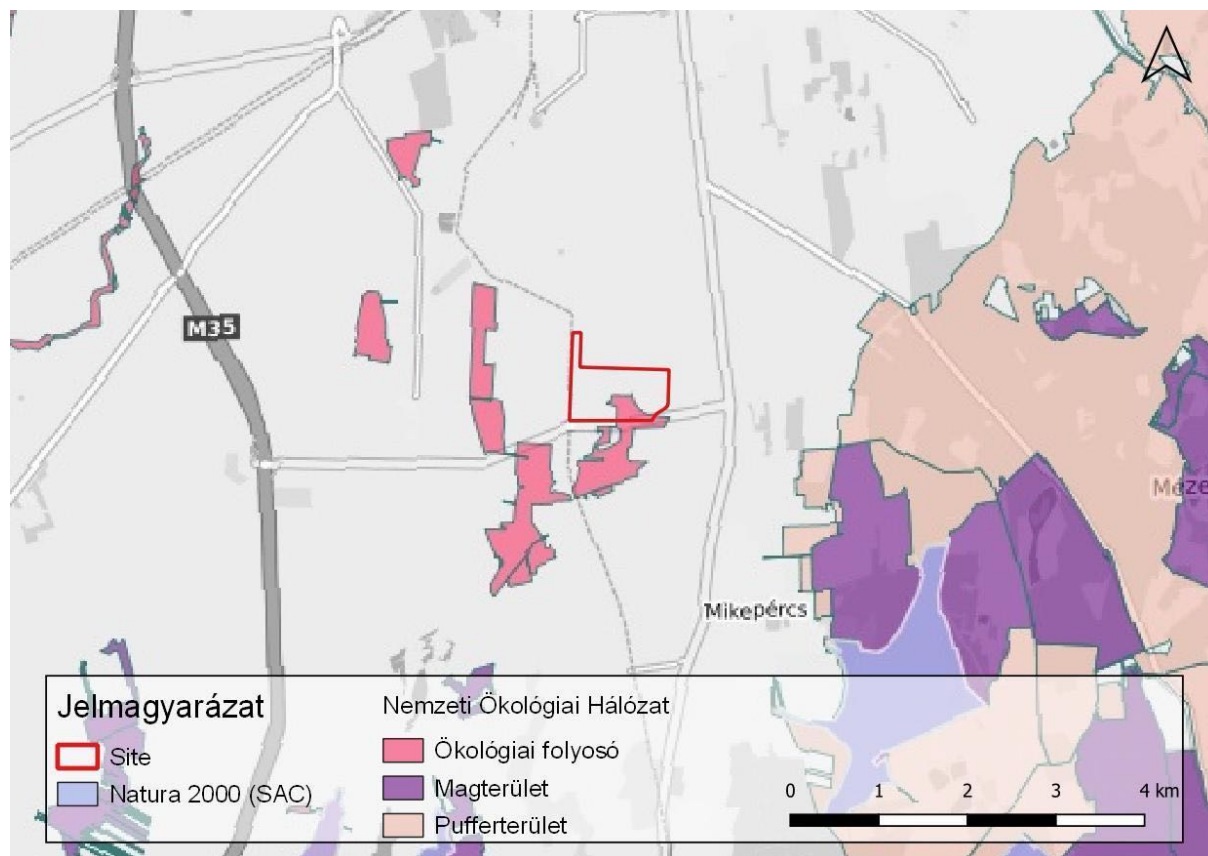 M35
Mikepércs
Meze
Jelmagyarázat
Site
Natura 2000 (SAC)
Nemzeti Ökológiai Hálózat
Ökológiai folyosó
Magterület
Pufferterület
0 1 2 3 4 km